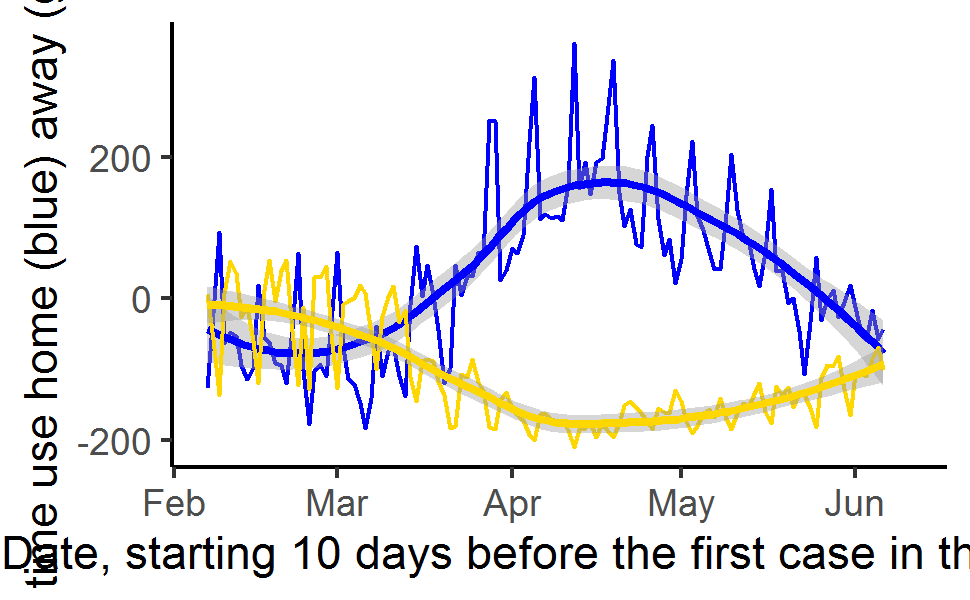 time use home (blue) away (
200
0
-200
Feb Mar Apr May Jun
Date, starting 10 days before the first case in th